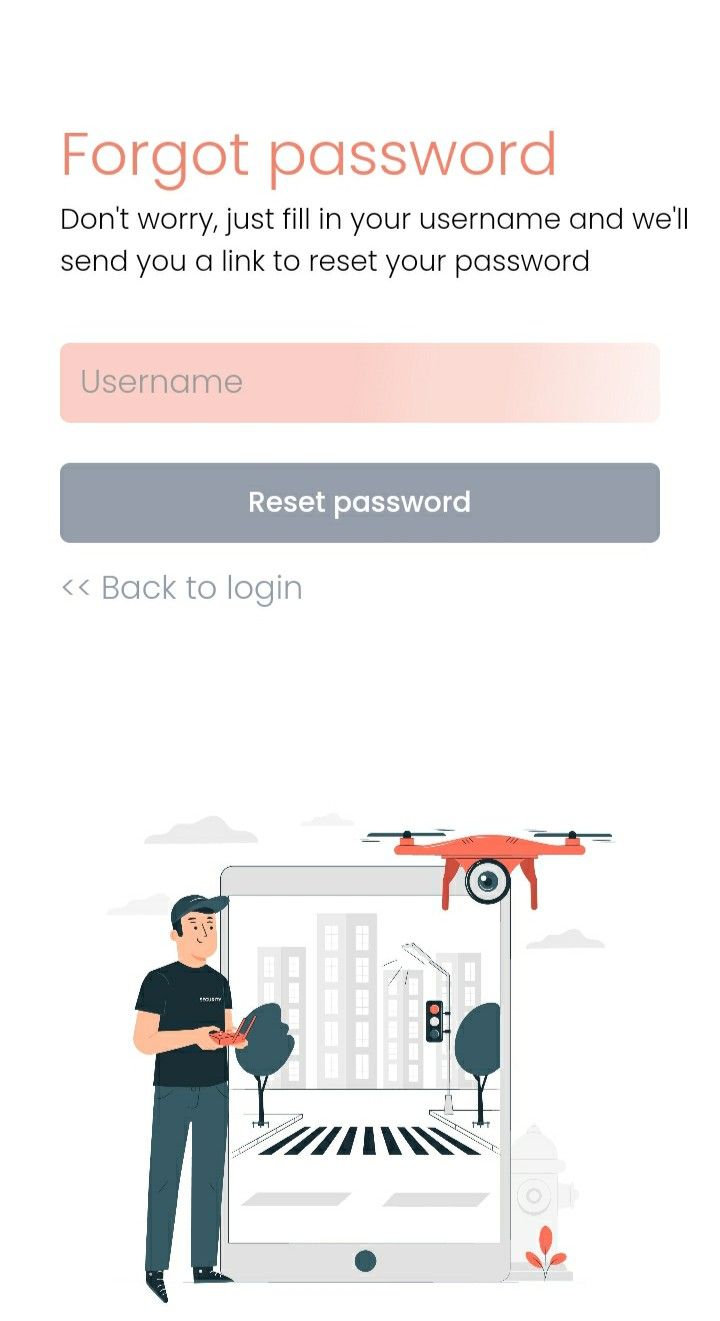 Forgot password
Don't worry, just fill in your username and we'll
send you a link to reset your password
Username
Reset password
<< Back to login
SECURITY